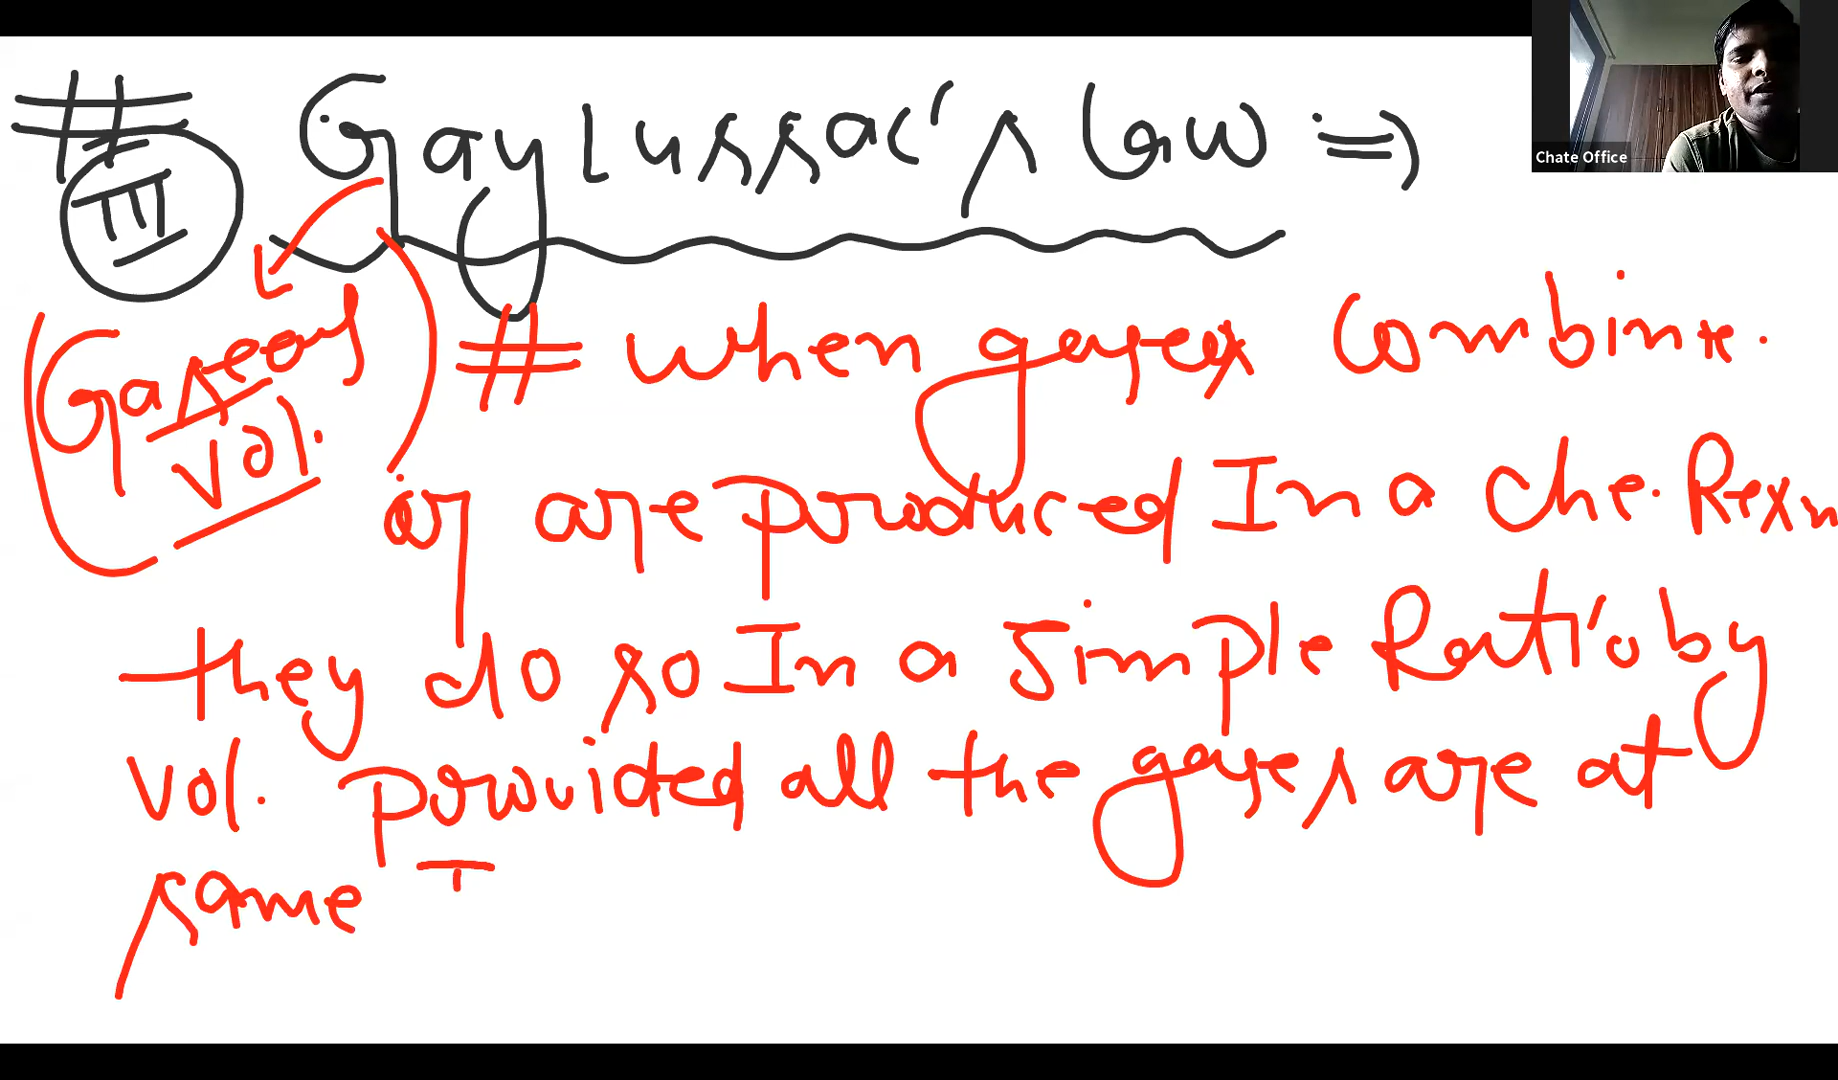 # III Gay Lussac's Law ⇒
Chate Office
Gaseous
Vol.
# When gases combine.
or are produced In a che. Rexn
they do so In a Simple Ratio by
Vol. provided all the gases are at
same T